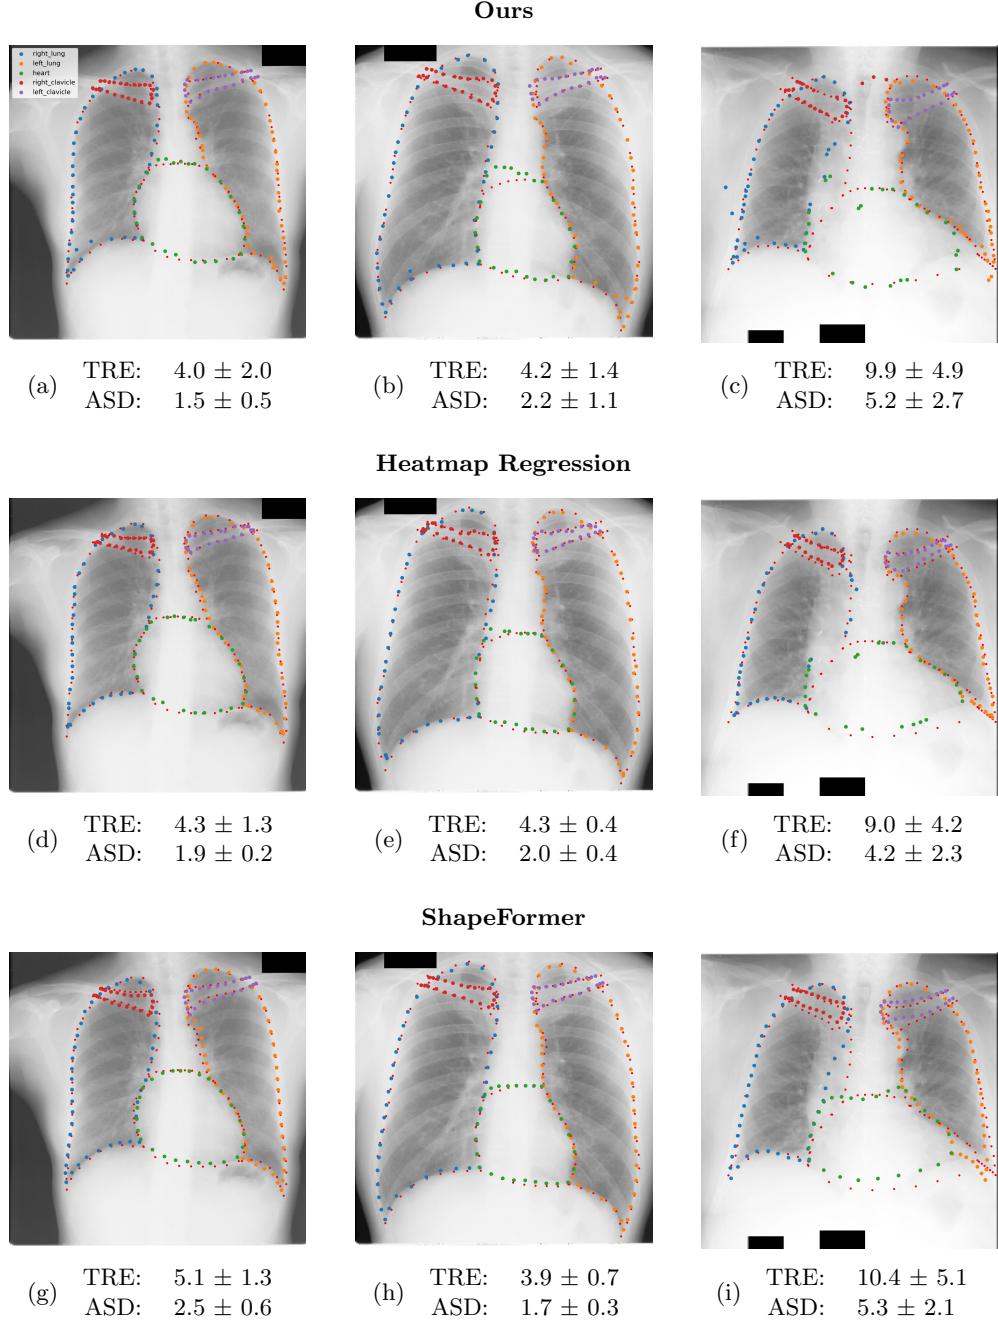 Ours
right_lung
left_lung
heart
right_clavicle
left_clavicle
(a) TRE: 4.0 ± 2.0
ASD: 1.5 ± 0.5
(b) TRE: 4.2 ± 1.4
ASD: 2.2 ± 1.1
(c) TRE: 9.9 ± 4.9
ASD: 5.2 ± 2.7
Heatmap Regression
(d) TRE: 4.3 ± 1.3
ASD: 1.9 ± 0.2
(e) TRE: 4.3 ± 0.4
ASD: 2.0 ± 0.4
(f) TRE: 9.0 ± 4.2
ASD: 4.2 ± 2.3
ShapeFormer
(g) TRE: 5.1 ± 1.3
ASD: 2.5 ± 0.6
(h) TRE: 3.9 ± 0.7
ASD: 1.7 ± 0.3
(i) TRE: 10.4 ± 5.1
ASD: 5.3 ± 2.1